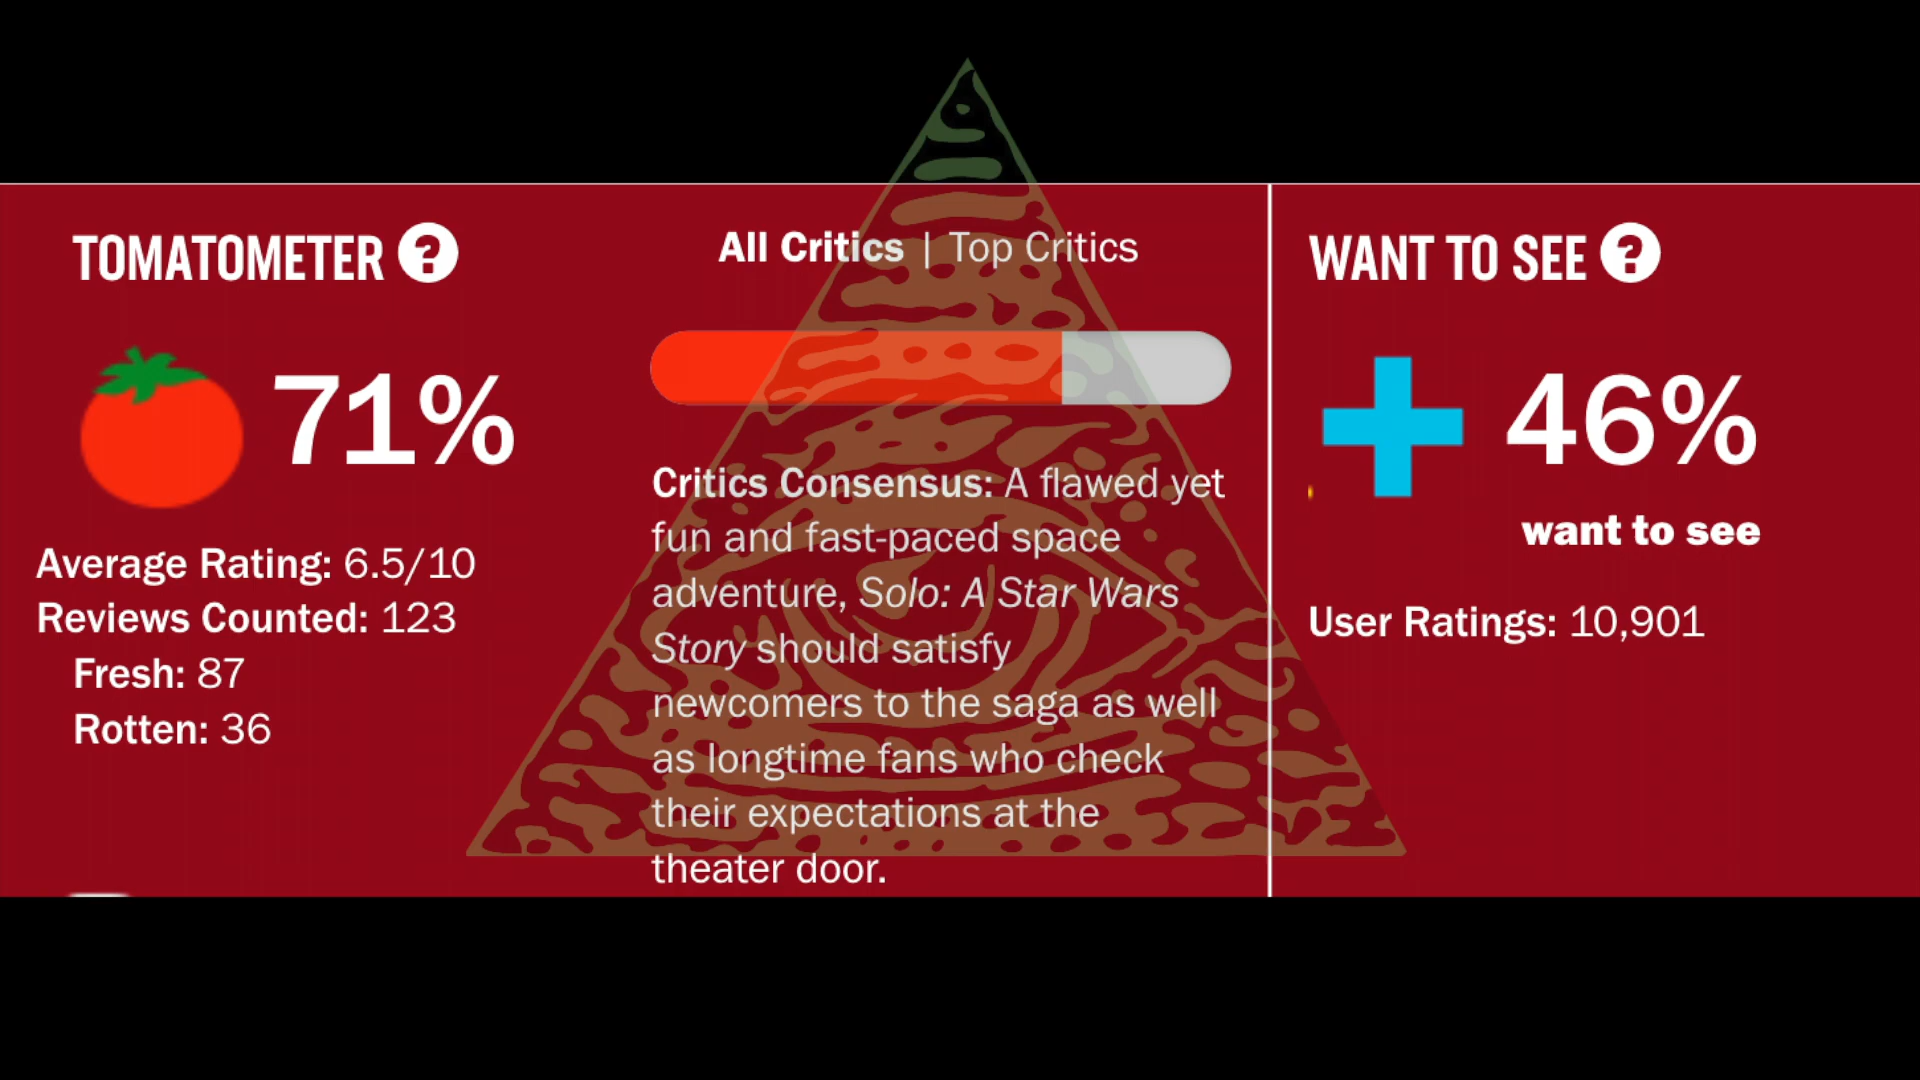 TOMATOMETER ?
71%
Average Rating: 6.5/10
Reviews Counted: 123
Fresh: 87
Rotten: 36
All Critics | Top Critics
Critics Consensus: A flawed yet
fun and fast-paced space
adventure, Solo: A Star Wars
Story should satisfy
newcomers to the saga as well
as longtime fans who check
their expectations at the
theater door.
WANT TO SEE ?
46%
want to see
User Ratings: 10,901